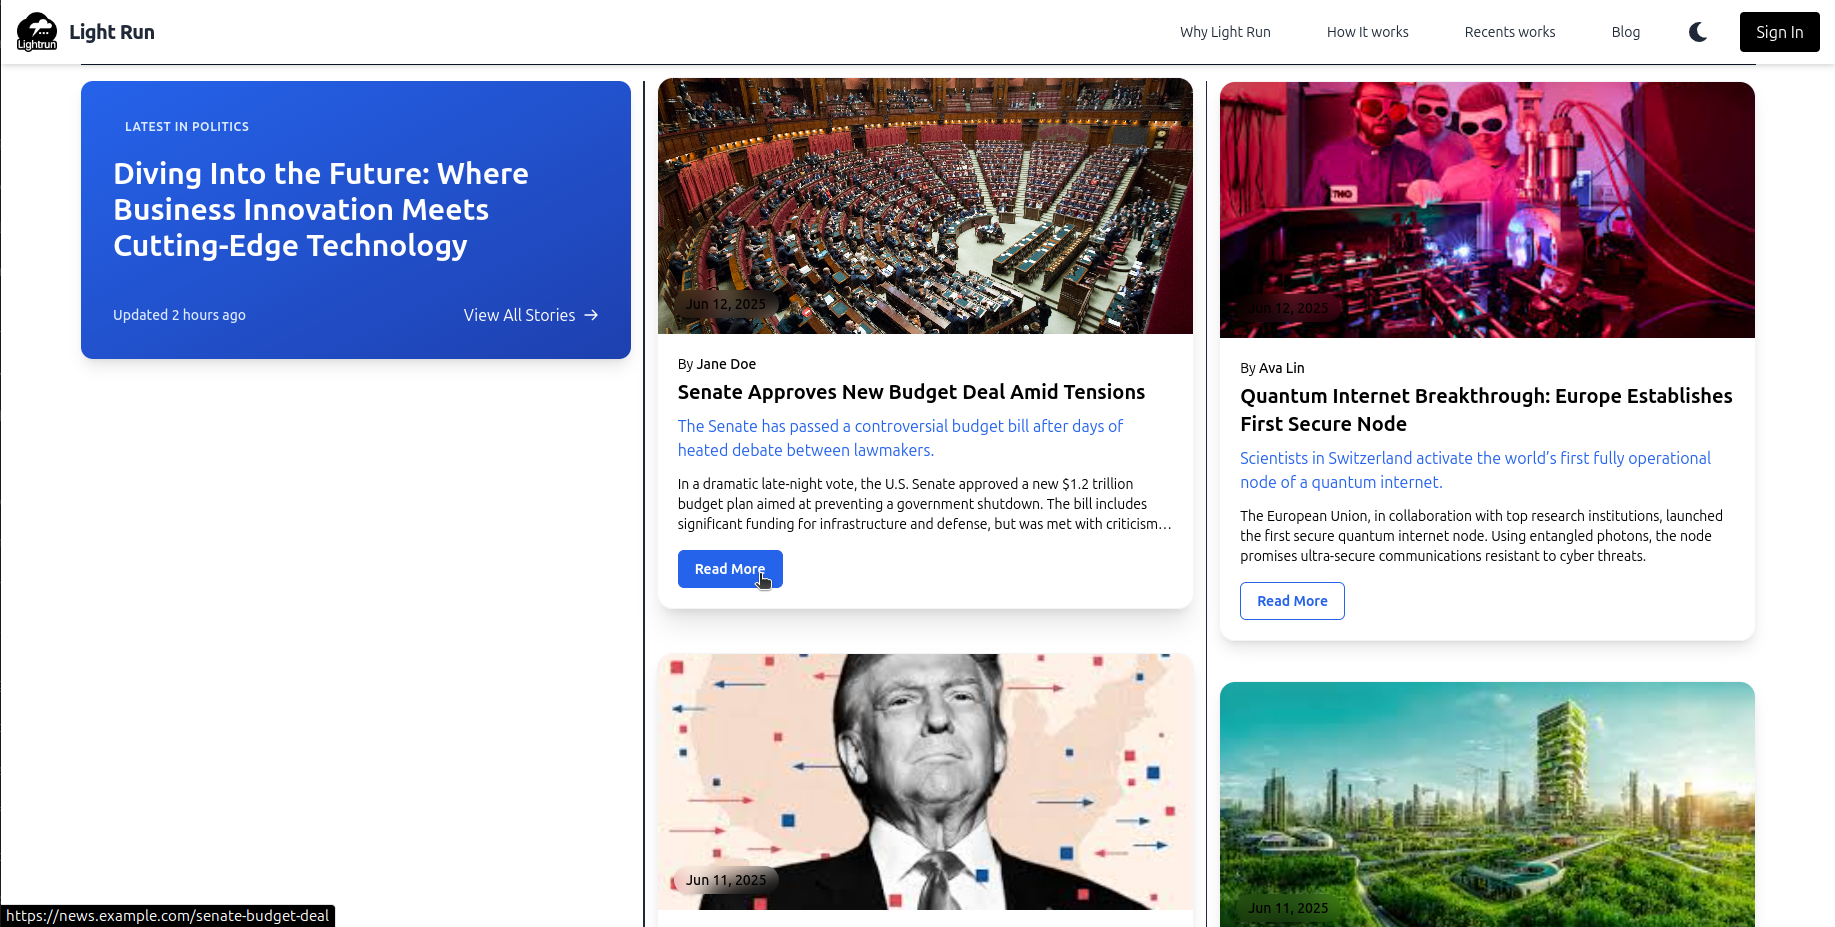 Lightrun
Light Run
Why Light Run
How It works
Recents works
Blog
Sign In
LATEST IN POLITICS
Diving Into the Future: Where
Business Innovation Meets
Cutting-Edge Technology
Updated 2 hours ago
View All Stories →
Jun 12, 2025
By Jane Doe
Senate Approves New Budget Deal Amid Tensions
The Senate has passed a controversial budget bill after days of
heated debate between lawmakers.
In a dramatic late-night vote, the U.S. Senate approved a new $1.2 trillion
budget plan aimed at preventing a government shutdown. The bill includes
significant funding for infrastructure and defense, but was met with criticism…
Read More
Jun 11, 2025
TNO
Jun 12, 2025
By Ava Lin
Quantum Internet Breakthrough: Europe Establishes
First Secure Node
Scientists in Switzerland activate the world’s first fully operational
node of a quantum internet.
The European Union, in collaboration with top research institutions, launched
the first secure quantum internet node. Using entangled photons, the node
promises ultra-secure communications resistant to cyber threats.
Read More
Jun 11, 2025
https://news.example.com/senate-budget-deal